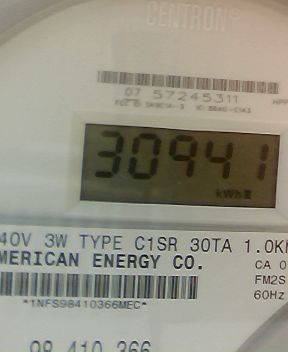 CENTRON®
07 57245311
30941
kWh
40V 3W TYPE C1SR 30TA 1.0K
MERICAN ENERGY CO.
CA 0
FM2S
60Hz
*1NFS98410366MEC*
98 410 366